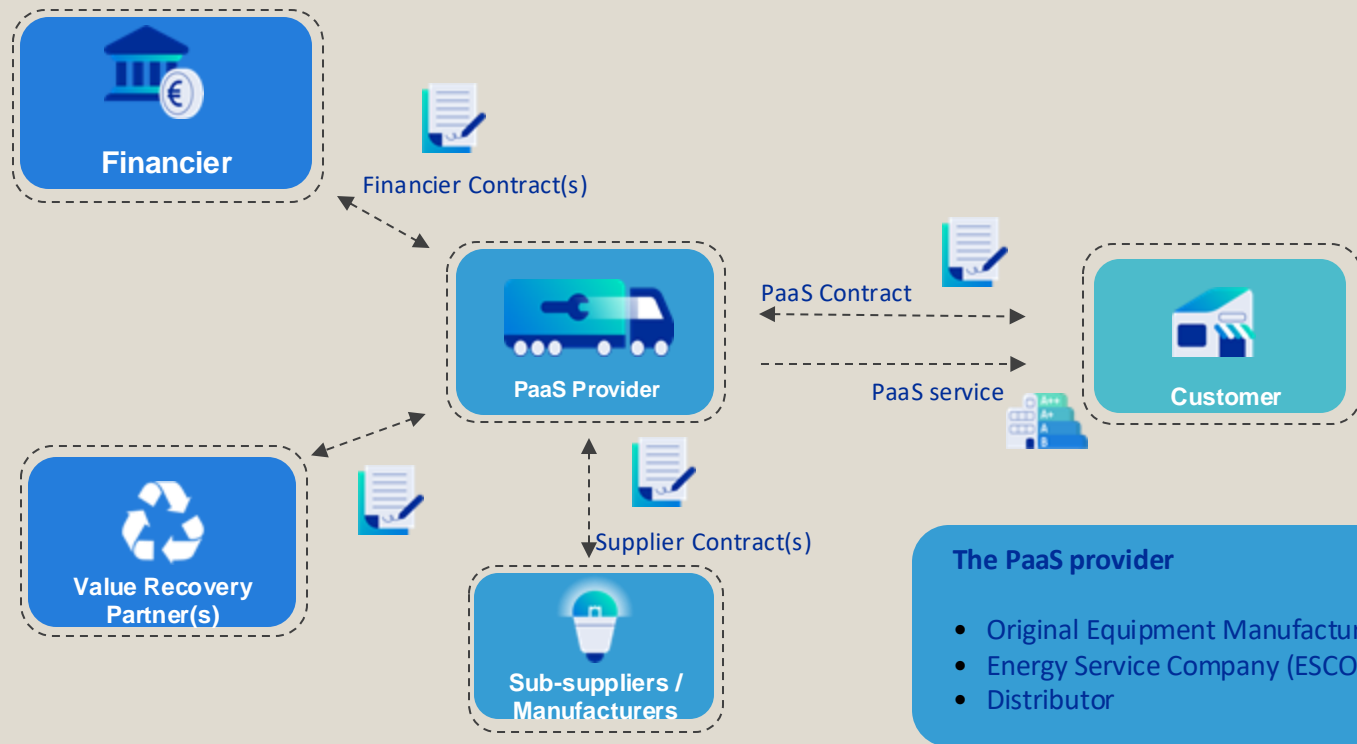 Financier
Financier Contract(s)
PaaS Contract
PaaS Provider
PaaS service
Customer
A++
A+
A
B
Value Recovery
Partner(s)
Supplier Contract(s)
Sub-suppliers /
Manufacturers
The PaaS provider
• Original Equipment Manufactur
• Energy Service Company (ESCO
• Distributor